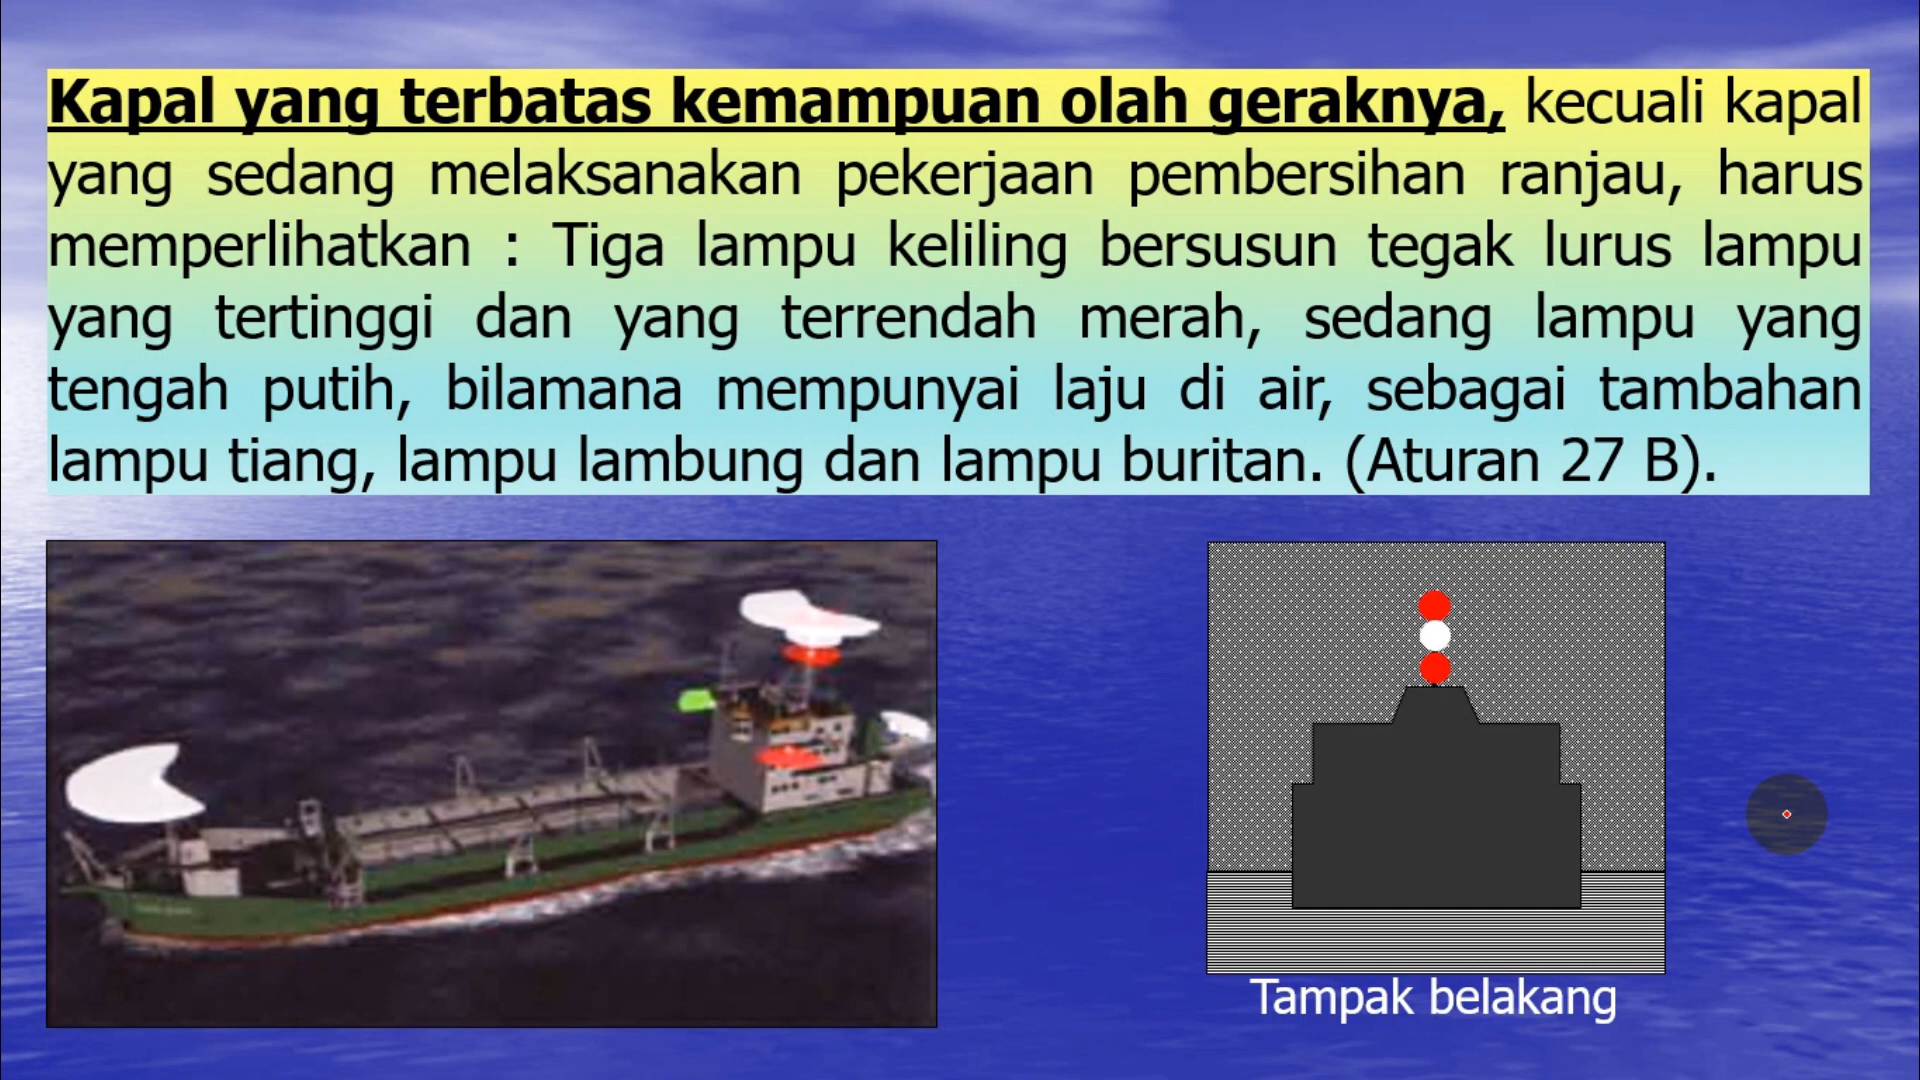 Kapal yang terbatas kemampuan olah geraknya, kecuali kapal
yang sedang melaksanakan pekerjaan pembersihan ranjau, harus
memperlihatkan : Tiga lampu keliling bersusun tegak lurus lampu
yang tertinggi dan yang terrendah merah, sedang lampu yang
tengah putih, bilamana mempunyai laju di air, sebagai tambahan
lampu tiang, lampu lambung dan lampu buritan. (Aturan 27 B).
Tampak belakang